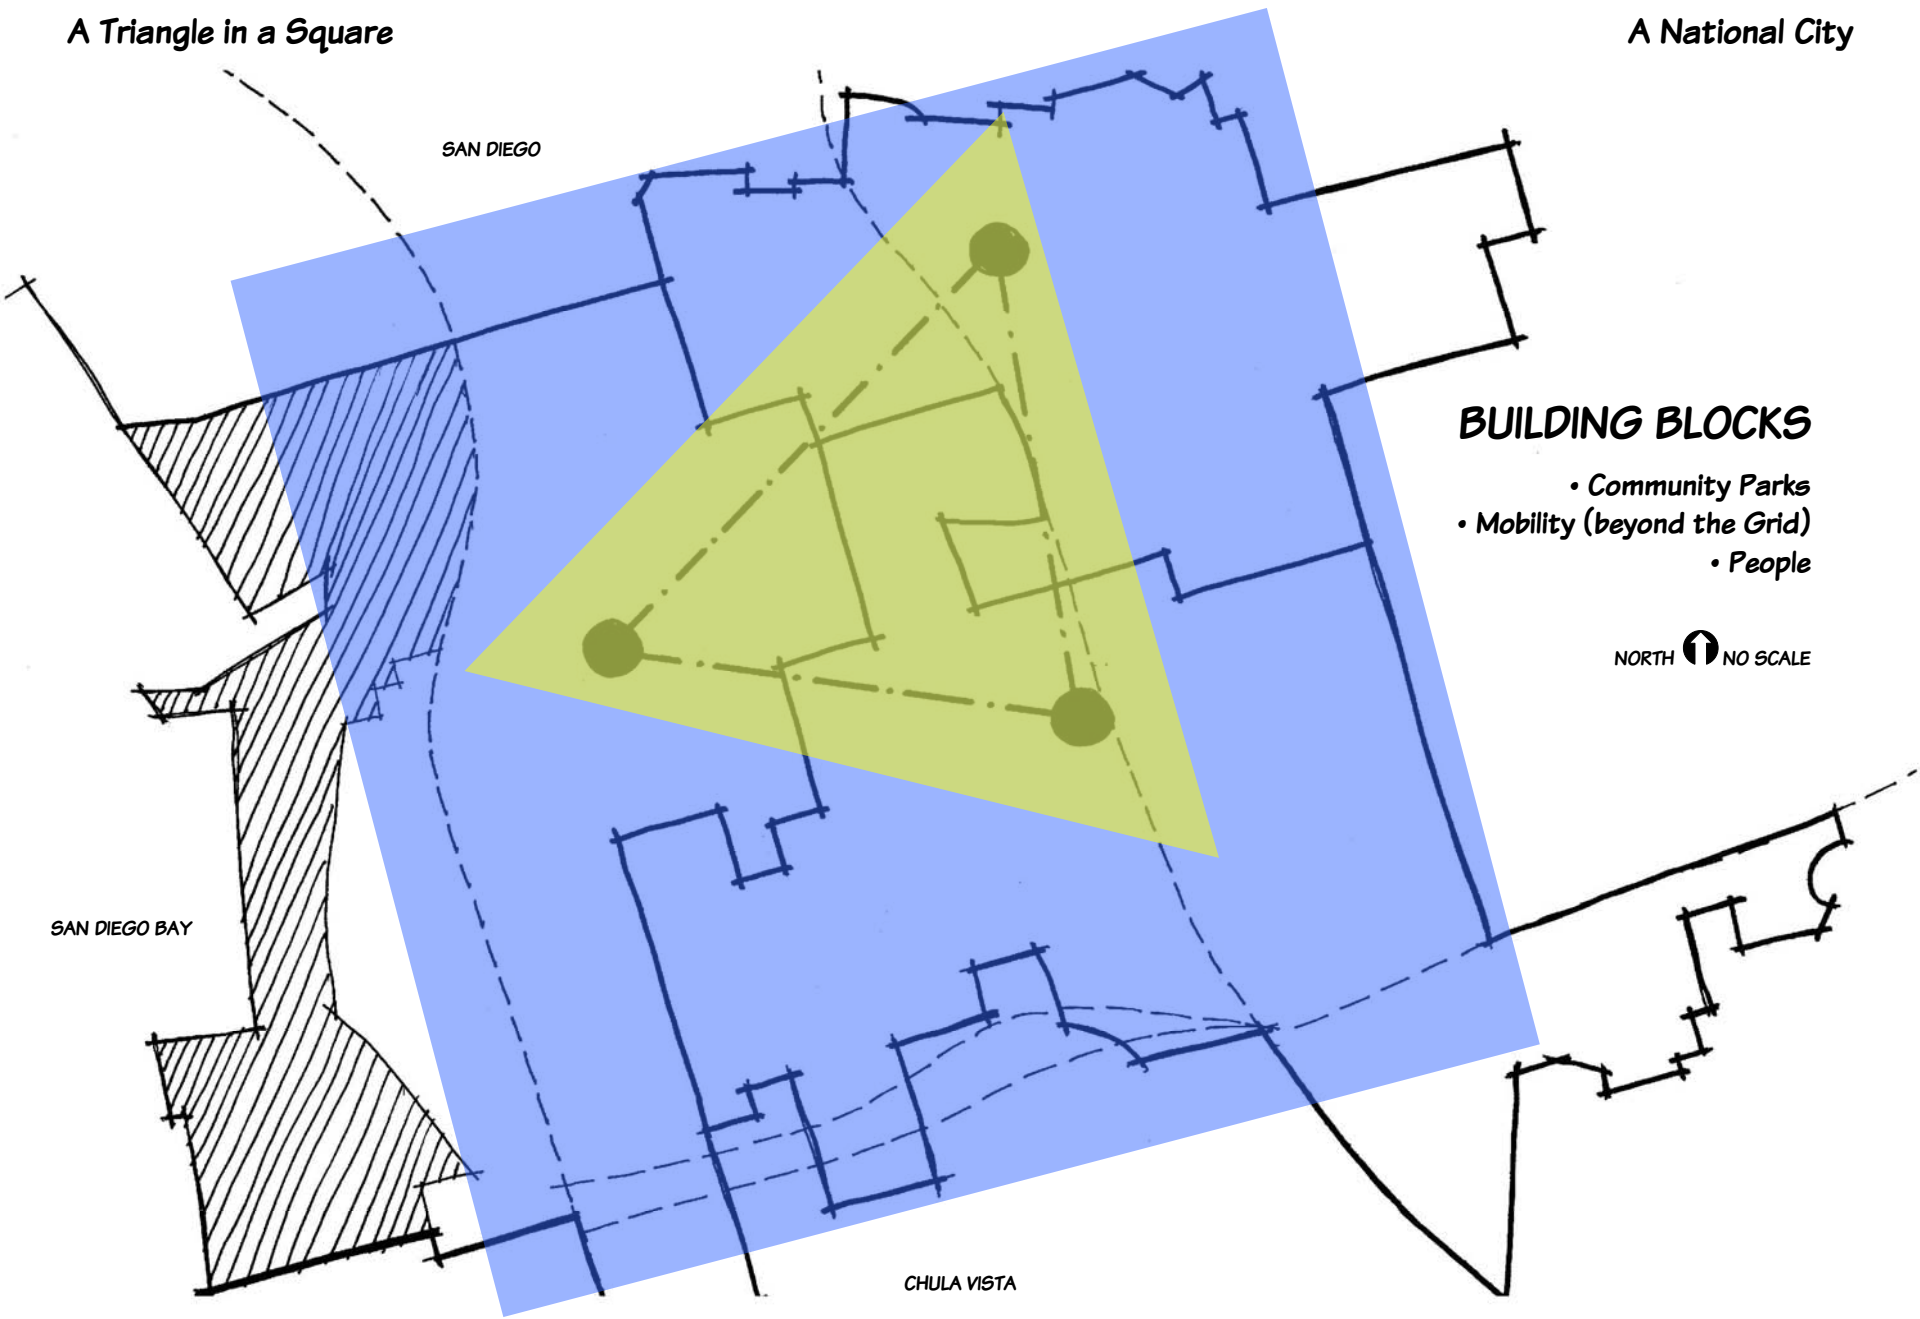 A Triangle in a Square
A National City
SAN DIEGO
BUILDING BLOCKS
• Community Parks
• Mobility (beyond the Grid)
• People
NORTH NO SCALE
SAN DIEGO BAY
CHULA VISTA